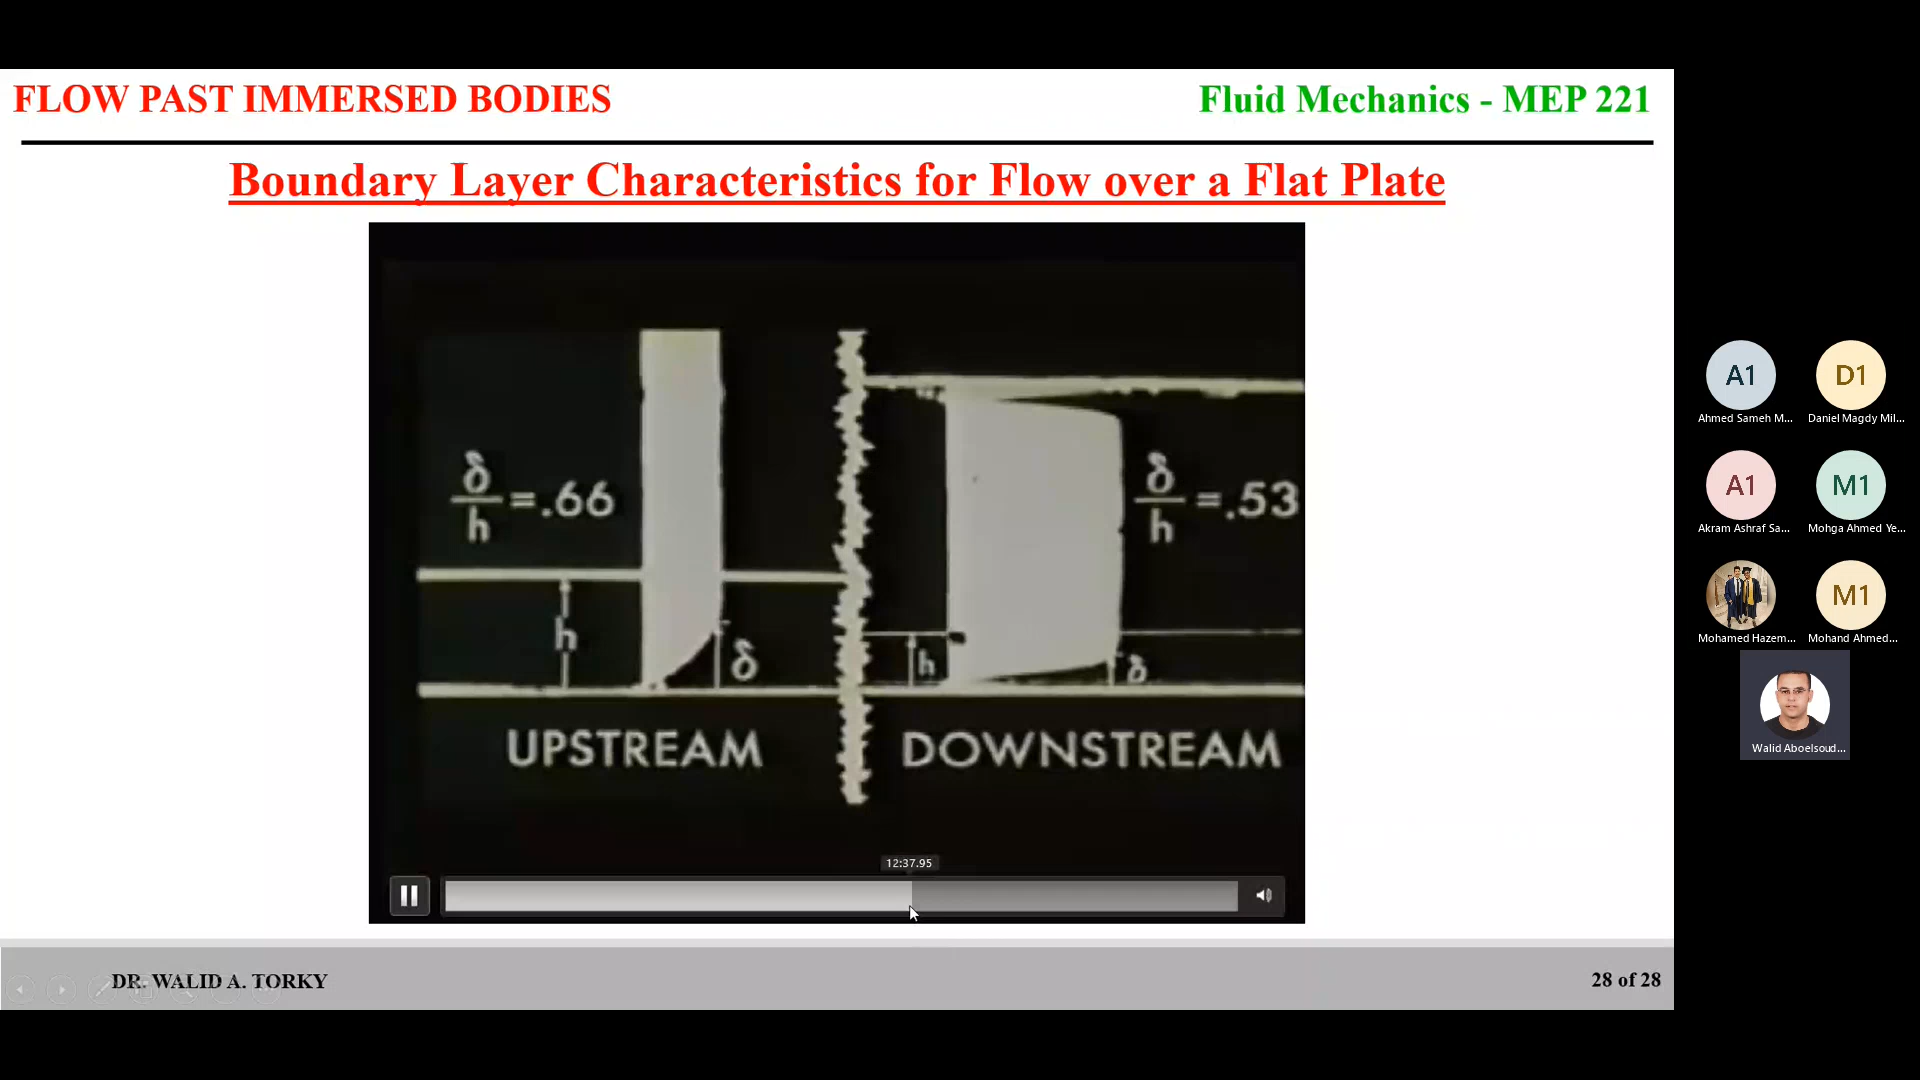 FLOW PAST IMMERSED BODIES
Fluid Mechanics - MEP 221
Boundary Layer Characteristics for Flow over a Flat Plate
δ/h = .66
δ/h = .53
h
δ
h
δ
UPSTREAM
DOWNSTREAM
12:37.95
DR. WALID A. TORKY
28 of 28
A1
Ahmed Sameh M...
D1
Daniel Magdy Mil...
A1
Akram Ashraf Sa...
M1
Mohga Ahmed Ye...
Mohamed Hazem...
M1
Mohand Ahmed...
Walid Aboelsoud...